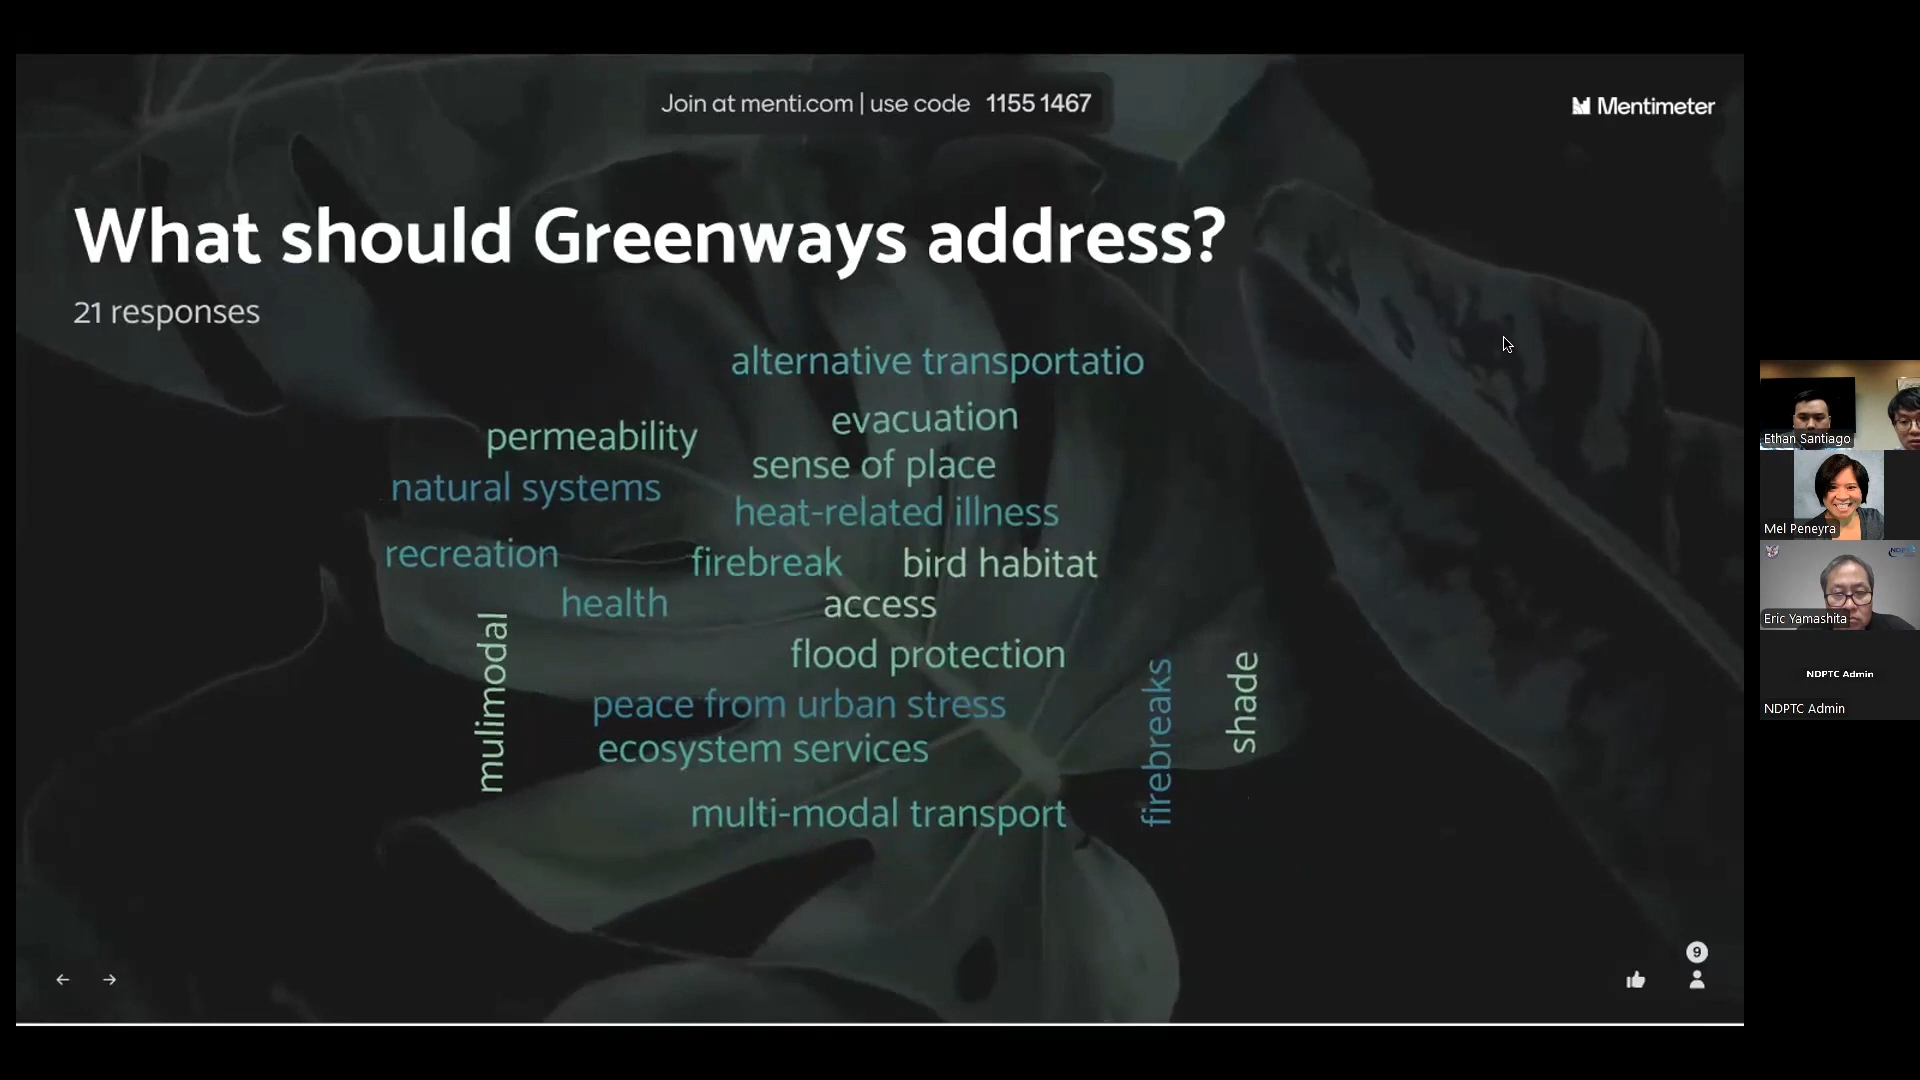 Join at menti.com | use code 1155 1467
Mentimeter
What should Greenways address?
21 responses
alternative transportatio
evacuation
permeability
sense of place
natural systems
heat-related illness
recreation
firebreak
bird habitat
health
access
mulimodal
flood protection
firebreaks
shade
peace from urban stress
ecosystem services
multi-modal transport
9
Ethan Santiago
Mel Peneyra
Eric Yamashita
NDPTC Admin
NDPTC Admin